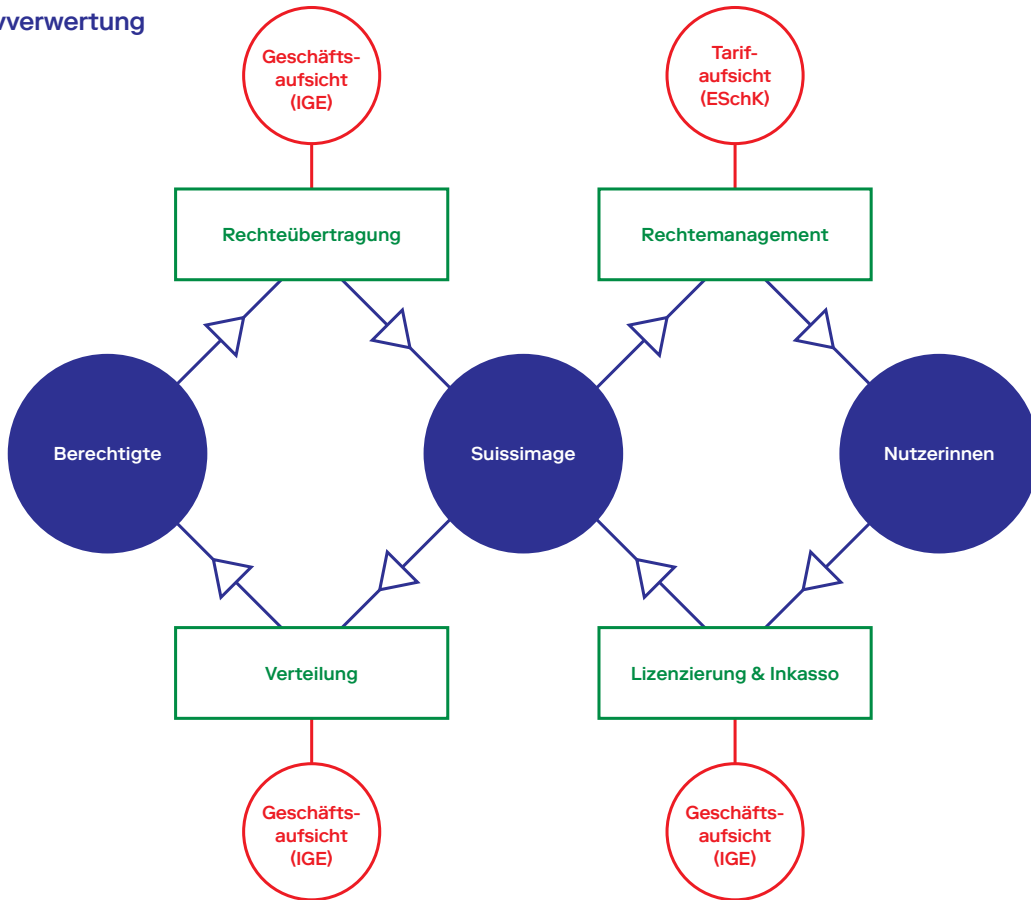 vverwertung
Geschäfts-
aufsicht
(IGE)
Tarif-
aufsicht
(ESchK)
Rechteübertragung
Rechtemanagement
Berechtigte
Suissimage
Nutzerinnen
Verteilung
Lizenzierung & Inkasso
Geschäfts-
aufsicht
(IGE)
Geschäfts-
aufsicht
(IGE)